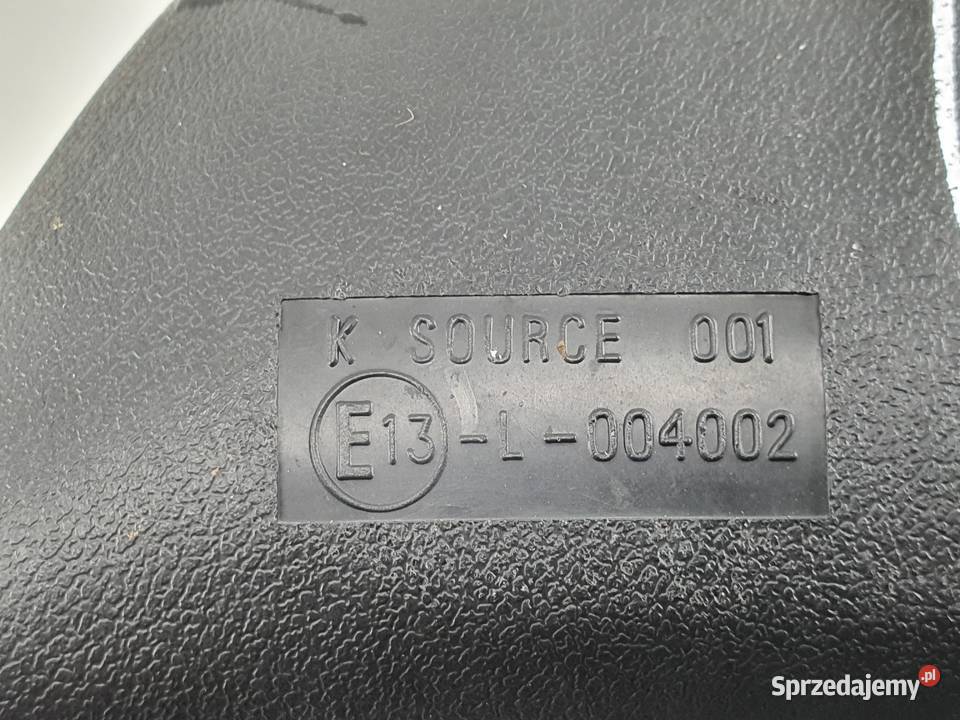 K SOURCE 001
E13-L-004002
Sprzedajemy.pl